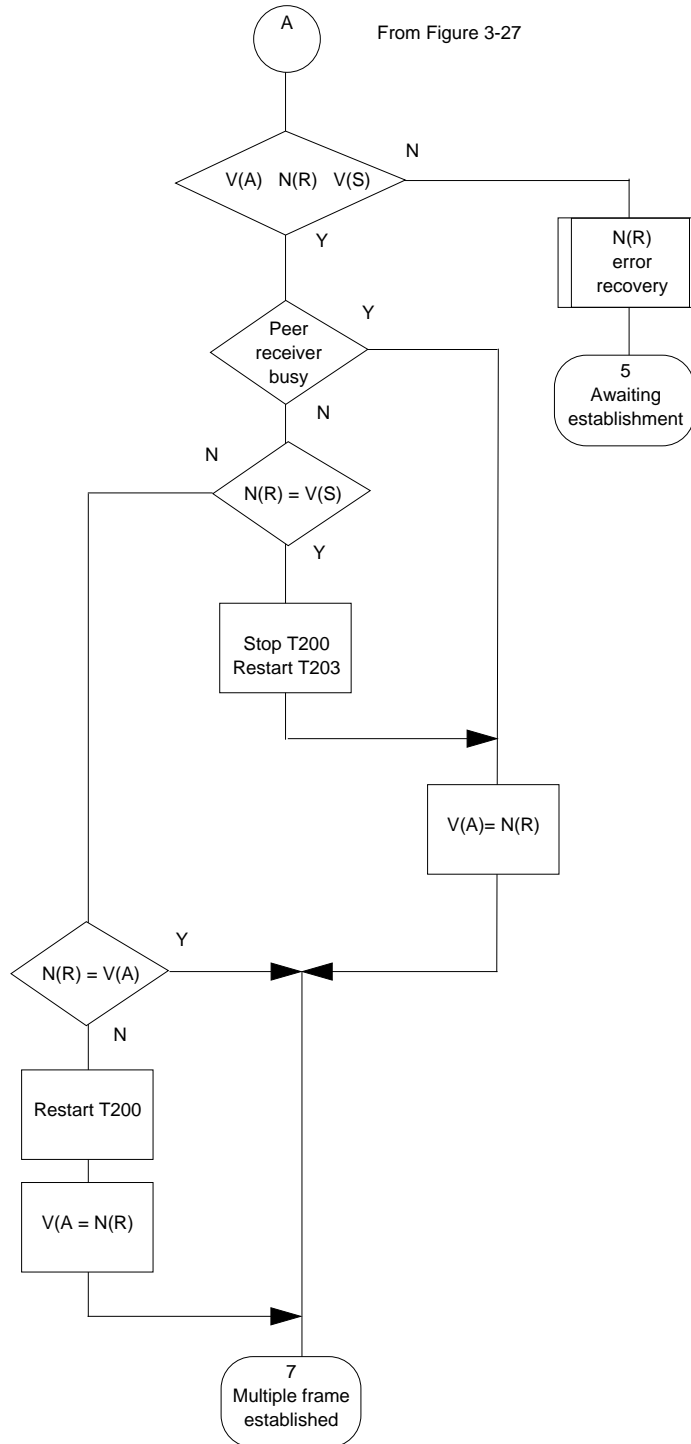 A
From Figure 3-27
N
V(A) N(R) V(S)
Y
N(R)
error
recovery
Y
Peer
receiver
busy
5
Awaiting
establishment
N
N
N(R) = V(S)
Y
Stop T200
Restart T203
V(A)= N(R)
Y
N(R) = V(A)
N
Restart T200
V(A = N(R)
7
Multiple frame
established